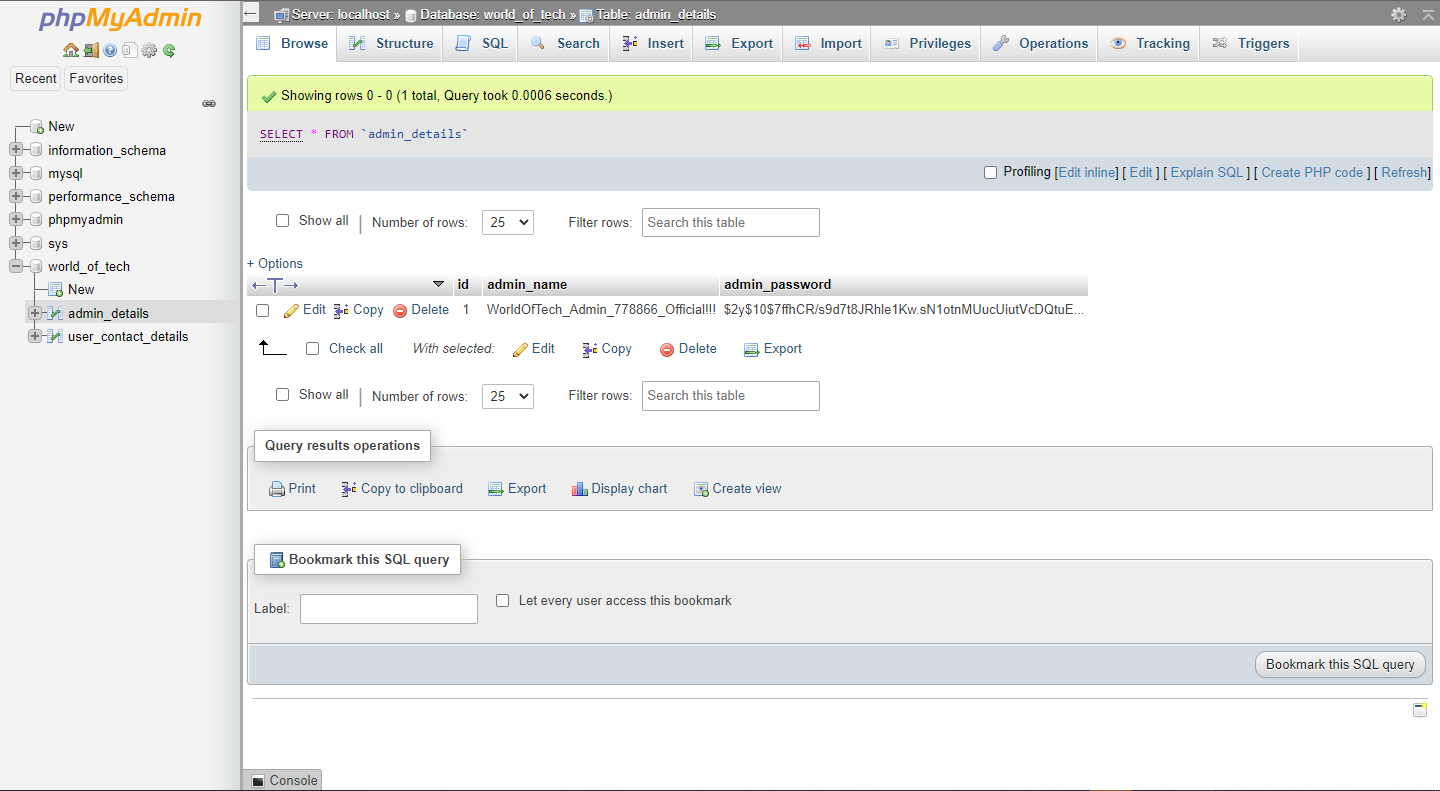 phpMyAdmin
Recent Favorites
New
information_schema
mysql
performance_schema
phpmyadmin
sys
world_of_tech
New
admin_details
user_contact_details
Server: localhost » Database: world_of_tech » Table: admin_details
Browse Structure SQL Search Insert Export Import Privileges Operations Tracking Triggers
Showing rows 0 - 0 (1 total, Query took 0.0006 seconds.)
SELECT * FROM `admin_details`
Profiling [Edit inline] [ Edit ] [ Explain SQL ] [ Create PHP code ] [ Refresh]
Show all | Number of rows: 25 Filter rows: Search this table
+ Options
←T→ id admin_name admin_password
Edit Copy Delete 1 WorldOfTech_Admin_778866_Official!!! $2y$10$7ffhCR/s9d7t8JRhle1Kw.sN1otnMUucUiutVcDQtuE...
Check all With selected: Edit Copy Delete Export
Show all | Number of rows: 25 Filter rows: Search this table
Query results operations
Print Copy to clipboard Export Display chart Create view
Bookmark this SQL query
Label: Let every user access this bookmark
Bookmark this SQL query
Console